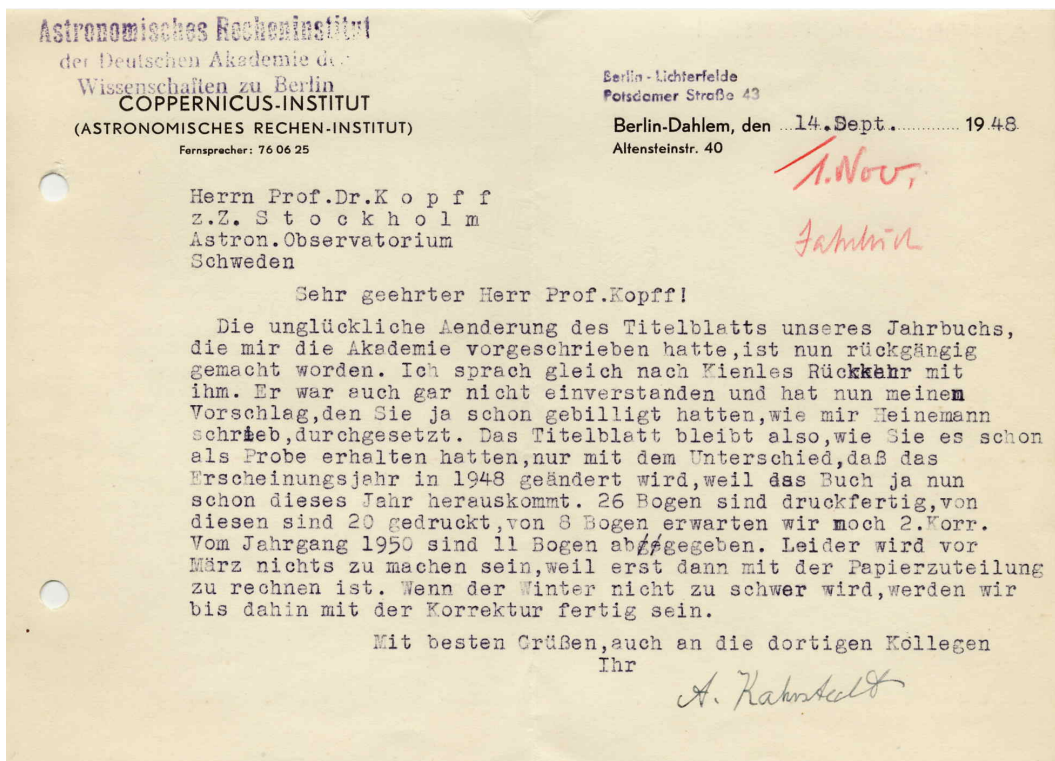 Astronomisches Recheninstitut
der Deutschen Akademie der
Wissenschaften zu Berlin
COPPERNICUS-INSTITUT
(ASTRONOMISCHES RECHEN-INSTITUT)
Fernsprecher: 76 06 25
Berlin-Lichterfelde
Potsdamer Straße 43
Berlin-Dahlem, den 14.Sept. 1948
Altensteinstr. 40
1. Nov.
Jahrbuch
Herrn Prof.Dr.K o p f f
z.Z. S t o c k h o l m
Astron.Observatorium
Schweden
Sehr geehrter Herr Prof.Kopff!
Die unglückliche Aenderung des Titelblatts unseres Jahrbuchs,
die mir die Akademie vorgeschrieben hatte,ist nun rückgängig
gemacht worden. Ich sprach gleich nach Kienles Rückkehr mit
ihm. Er war auch gar nicht einverstanden und hat nun meinem
Vorschlag,den Sie ja schon gebilligt hatten,wie mir Heinemann
schrieb,durchgesetzt. Das Titelblatt bleibt also,wie Sie es schon
als Probe erhalten hatten,nur mit dem Unterschied,daß das
Erscheinungsjahr in 1948 geändert wird,weil das Buch ja nun
schon dieses Jahr herauskommt. 26 Bogen sind druckfertig,von
diesen sind 20 gedruckt,von 8 Bogen erwarten wir noch 2.Korr.
Vom Jahrgang 1950 sind 11 Bogen abgegeben. Leider wird vor
März nichts zu machen sein,weil erst dann mit der Papierzuteilung
zu rechnen ist. Wenn der Winter nicht zu schwer wird,werden wir
bis dahin mit der Korrektur fertig sein.
Mit besten Grüßen,auch an die dortigen Kollegen
Ihr
A. Kahrstedt